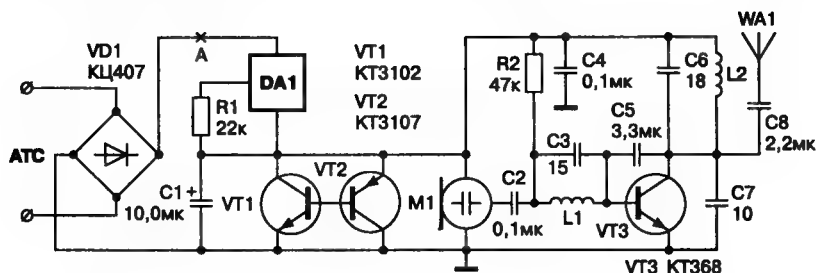 VD1
КЦ407
АТС
A
DA1
R1
22к
C1
+
10,0мк
VT1
VT2
VT1
КТ3102
VT2
КТ3107
M1
C2
0,1мк
R2
47к
C4
0,1мк
C3
15
C5
3,3мк
L1
VT3
VT3 КТ368
C6
18
L2
C7
10
C8
2,2мк
WA1